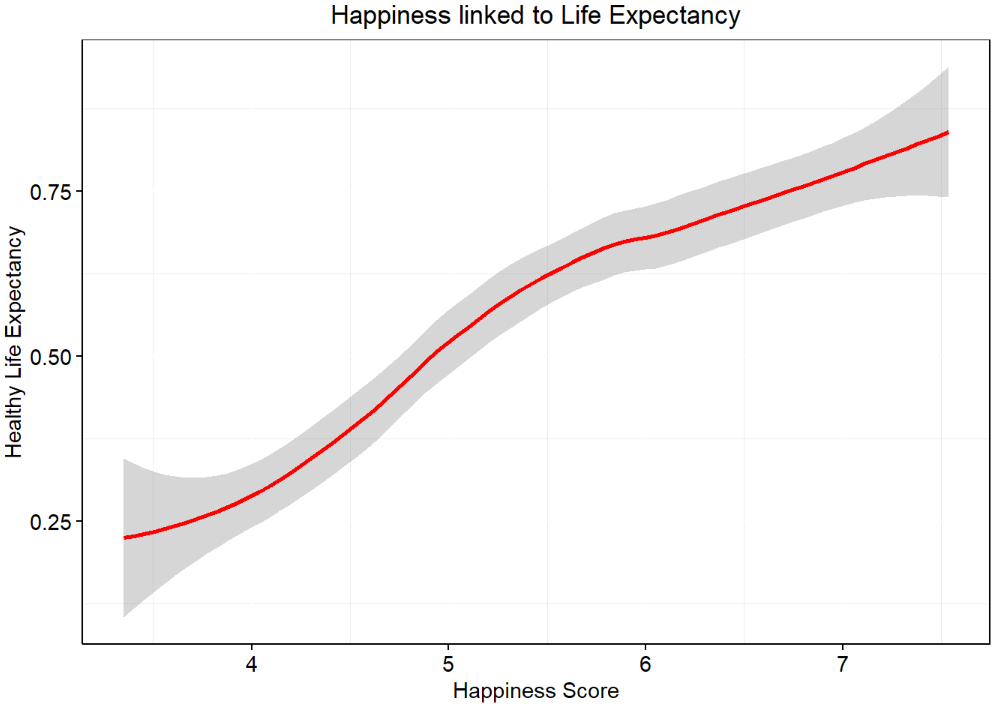 Happiness linked to Life Expectancy
Healthy Life Expectancy
0.75
0.50
0.25
4 5 6 7
Happiness Score